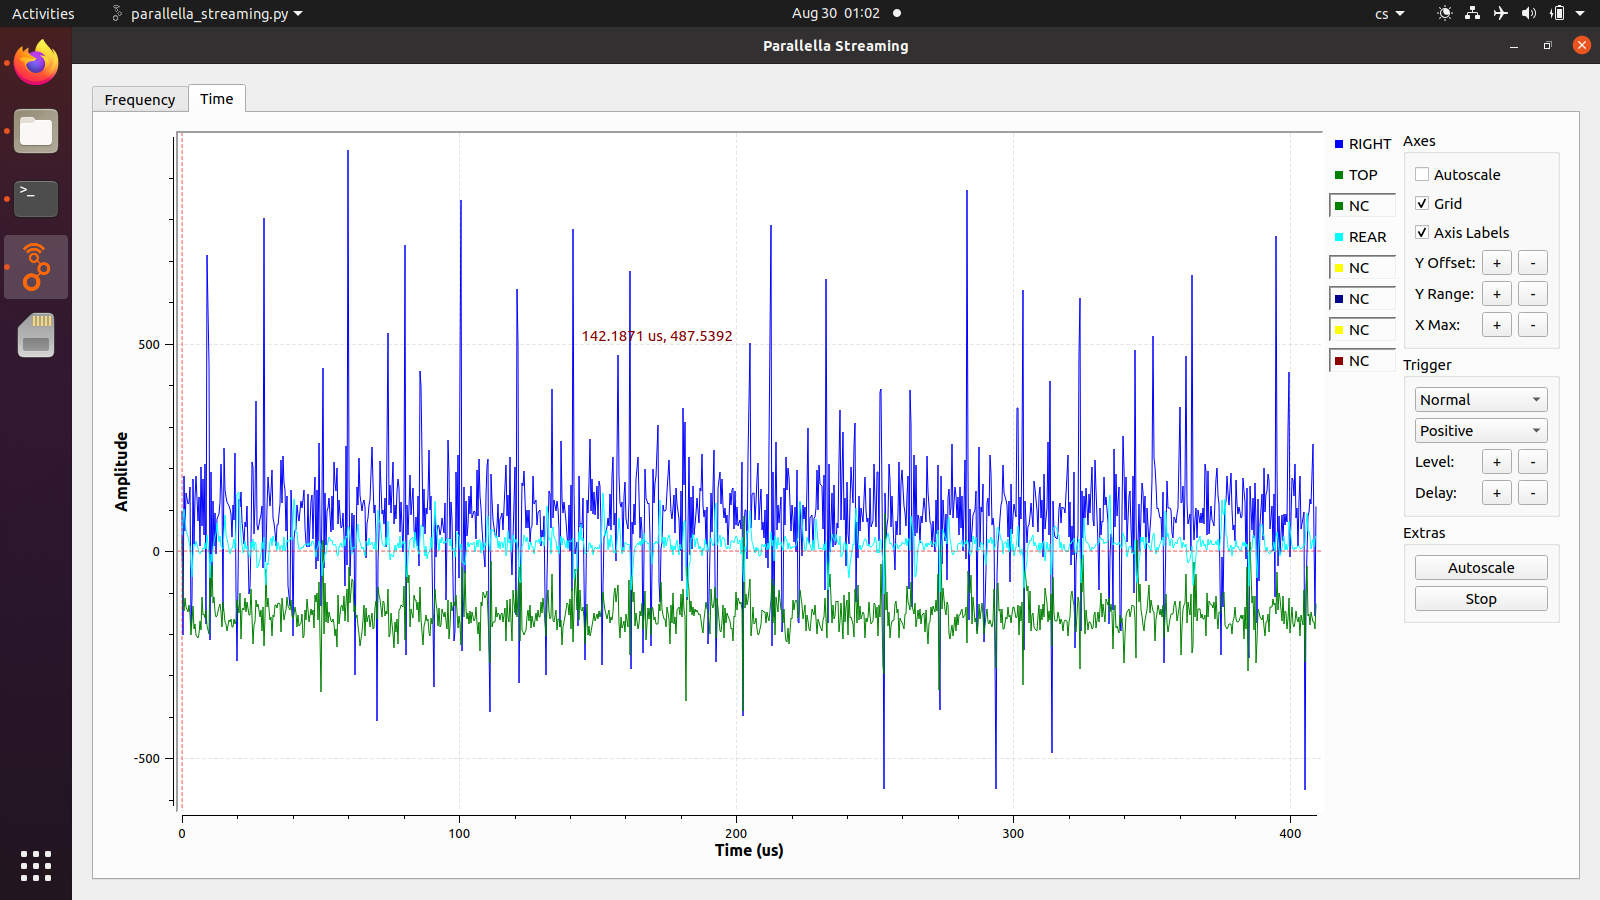 Activities
parallella_streaming.py
Aug 30 01:02
cs
Parallella Streaming
Frequency
Time
500
0
-500
Amplitude
142.1871 us, 487.5392
0
100
200
300
400
Time (us)
RIGHT
TOP
NC
REAR
NC
NC
NC
NC
Axes
Autoscale
Grid
Axis Labels
Y Offset: + -
Y Range: + -
X Max: + -
Trigger
Normal
Positive
Level: + -
Delay: + -
Extras
Autoscale
Stop